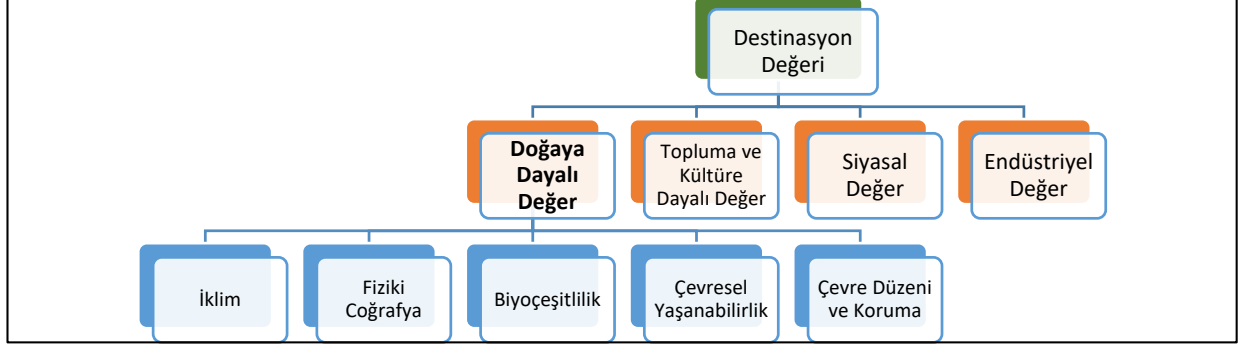 Destinasyon
Değeri
Doğaya
Dayalı
Değer
Topluma ve
Kültüre
Dayalı Değer
Siyasal
Değer
Endüstriyel
Değer
İklim
Fiziki
Coğrafya
Biyoçeşitlilik
Çevresel
Yaşanabilirlik
Çevre Düzeni
ve Koruma